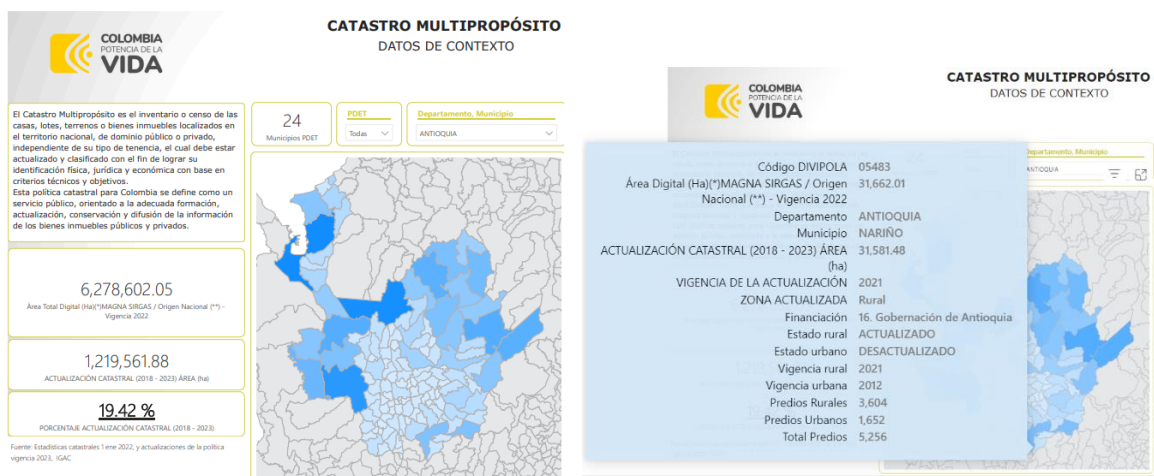 COLOMBIA
POTENCIA DE LA
VIDA
CATASTRO MULTIPROPÓSITO
DATOS DE CONTEXTO
El Catastro Multipropósito es el inventario o censo de las
casas, lotes, terrenos o bienes inmuebles localizados en
el territorio nacional, de dominio público o privado,
independiente de su tipo de tenencia, el cual debe estar
actualizado y clasificado con el fin de lograr su
identificación física, jurídica y económica con base en
criterios técnicos y objetivos.
Esta política catastral para Colombia se define como un
servicio público, orientado a la adecuada formación,
actualización, conservación y difusión de la información
de los bienes inmuebles públicos y privados.
24
Municipios PDET
PDET
Todas
Departamento, Municipio
ANTIOQUIA
6,278,602.05
Área Total Digital (Ha)(*)MAGNA SIRGAS / Origen Nacional (**) -
Vigencia 2022
1,219,561.88
ACTUALIZACIÓN CATASTRAL (2018 - 2023) ÁREA (ha)
19.42 %
PORCENTAJE ACTUALIZACIÓN CATASTRAL (2018 - 2023)
Fuente: Estadísticas catastrales 1 ene 2022, y actualizaciones de la política
vigencia 2023, IGAC
COLOMBIA
POTENCIA DE LA
VIDA
CATASTRO MULTIPROPÓSITO
DATOS DE CONTEXTO
Departamento, Municipio
ANTIOQUIA
Código DIVIPOLA 05483
Área Digital (Ha)(*)MAGNA SIRGAS / Origen 31,662.01
Nacional (**) - Vigencia 2022
Departamento ANTIOQUIA
Municipio NARIÑO
ACTUALIZACIÓN CATASTRAL (2018 - 2023) ÁREA 31,581.48
(ha)
VIGENCIA DE LA ACTUALIZACIÓN 2021
ZONA ACTUALIZADA Rural
Financiación 16. Gobernación de Antioquia
Estado rural ACTUALIZADO
Estado urbano DESACTUALIZADO
Vigencia rural 2021
Vigencia urbana 2012
Predios Rurales 3,604
Predios Urbanos 1,652
Total Predios 5,256